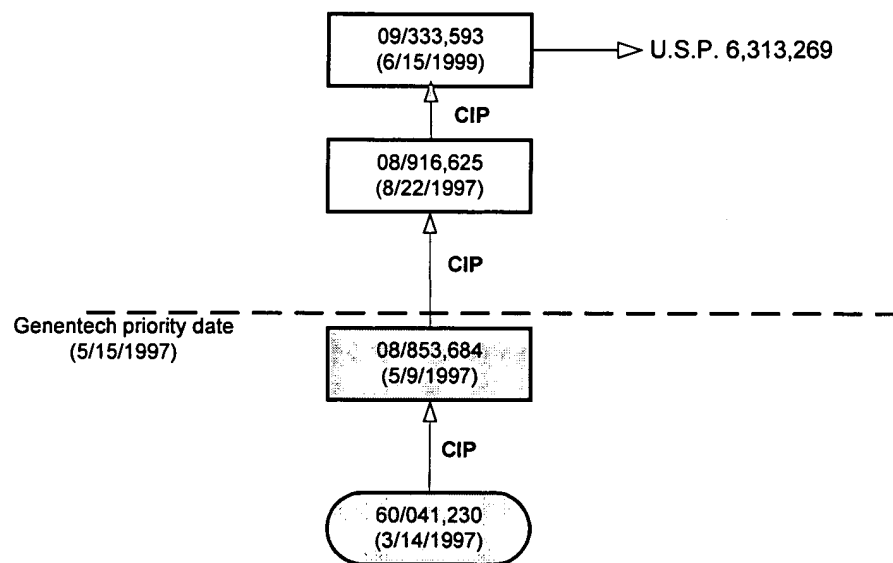 09/333,593
(6/15/1999)
U.S.P. 6,313,269
CIP
08/916,625
(8/22/1997)
CIP
Genentech priority date
(5/15/1997)
08/853,684
(5/9/1997)
CIP
60/041,230
(3/14/1997)